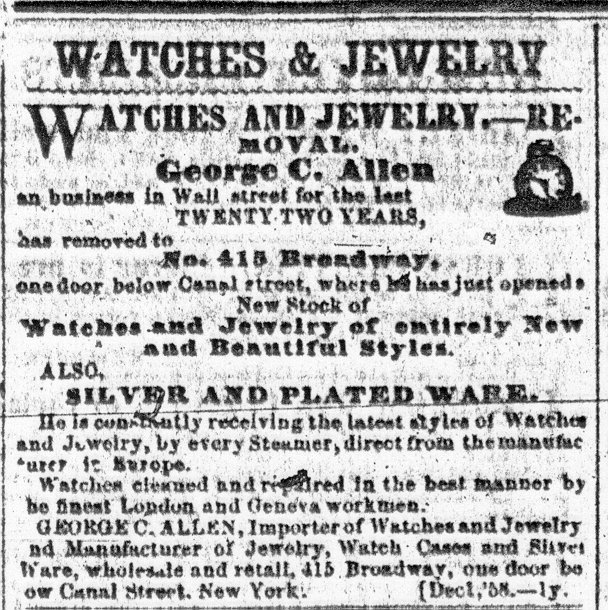 WATCHES & JEWELRY
WATCHES AND JEWELRY.—RE-
MOVAL.
George C. Allen
an business in Wall street for the last
TWENTY TWO YEARS,
has removed to
No. 415 Broadway,
one door below Canal street, where he has just opened a
New Stock of
Watches and Jewelry of entirely New
and Beautiful Styles.
ALSO,
SILVER AND PLATED WARE.
He is constantly receiving the latest styles of Watches
and Jewelry, by every Steamer, direct from the manufac
turer in Europe.
Watches cleaned and repaired in the best manner by
he finest London and Geneva workmen.
GEORGE C. ALLEN, Importer of Watches and Jewelry
nd Manufacturer of Jewelry, Watch Cases and Silver
Ware, wholesale and retail, 415 Broadway, one door be
ow Canal Street. New York.
[Dec1,'58.—1y.